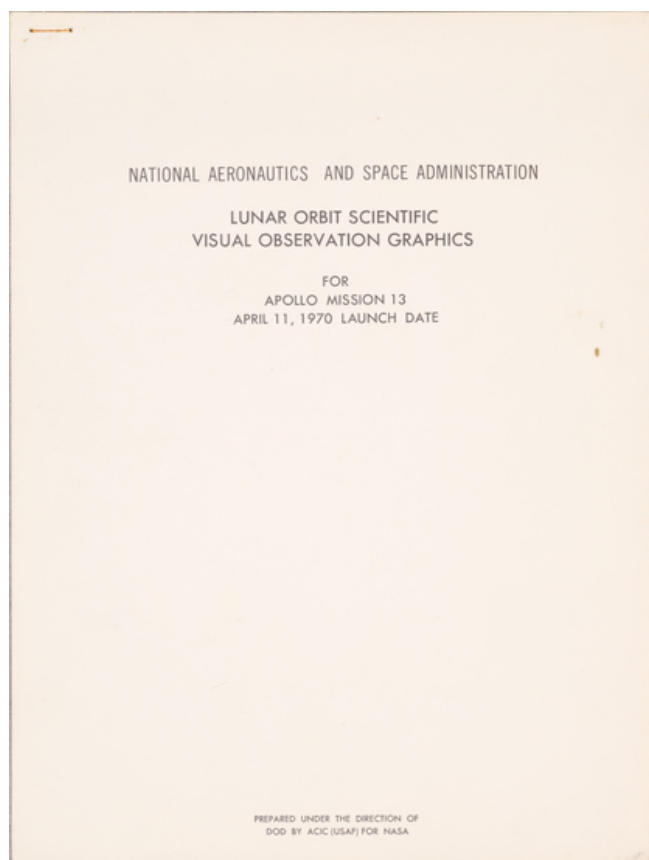 NATIONAL AERONAUTICS AND SPACE ADMINISTRATION
LUNAR ORBIT SCIENTIFIC
VISUAL OBSERVATION GRAPHICS
FOR
APOLLO MISSION 13
APRIL 11, 1970 LAUNCH DATE
PREPARED UNDER THE DIRECTION OF
DOD BY ACIC (USAF) FOR NASA